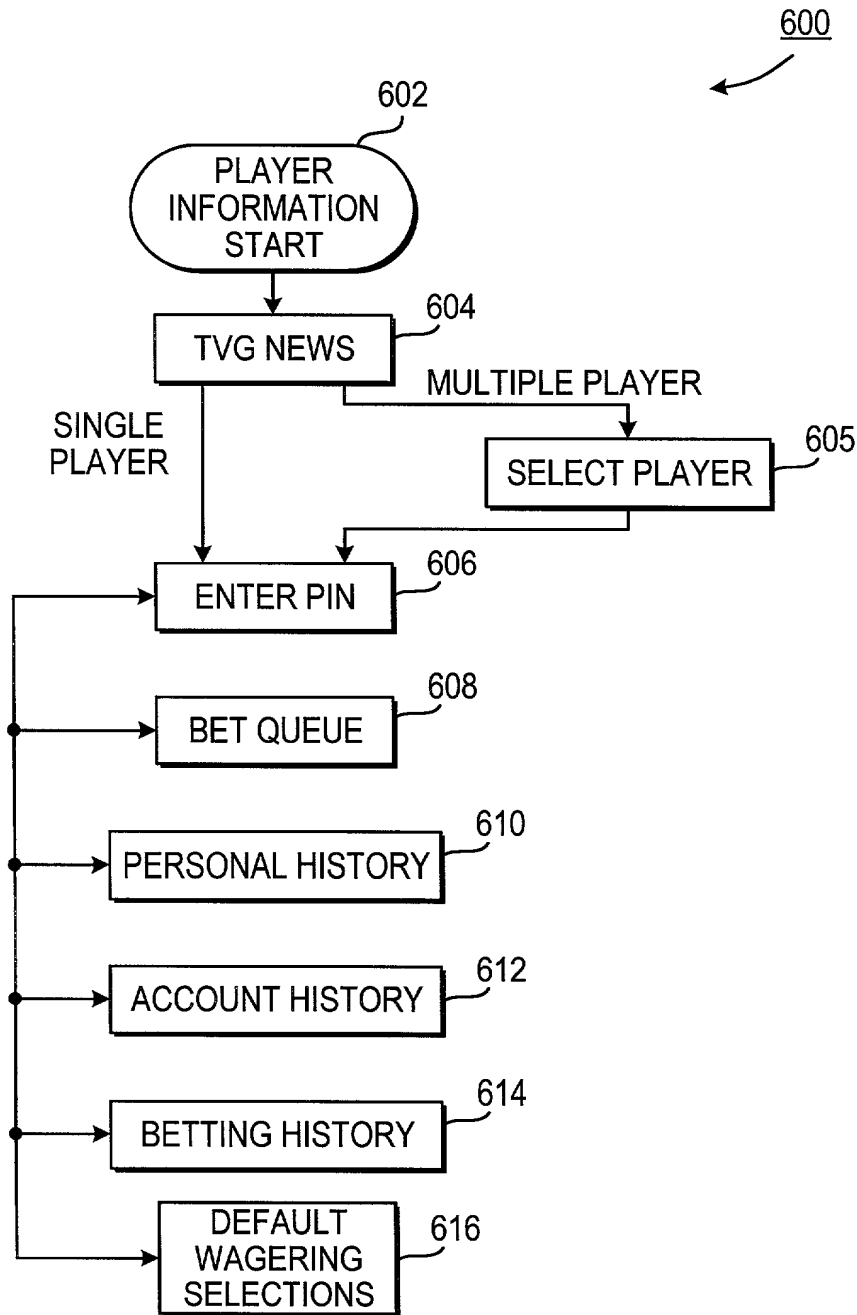 600
602
PLAYER
INFORMATION
START
604
TVG NEWS
MULTIPLE PLAYER
SINGLE
PLAYER
605
SELECT PLAYER
606
ENTER PIN
608
BET QUEUE
610
PERSONAL HISTORY
612
ACCOUNT HISTORY
614
BETTING HISTORY
616
DEFAULT
WAGERING
SELECTIONS